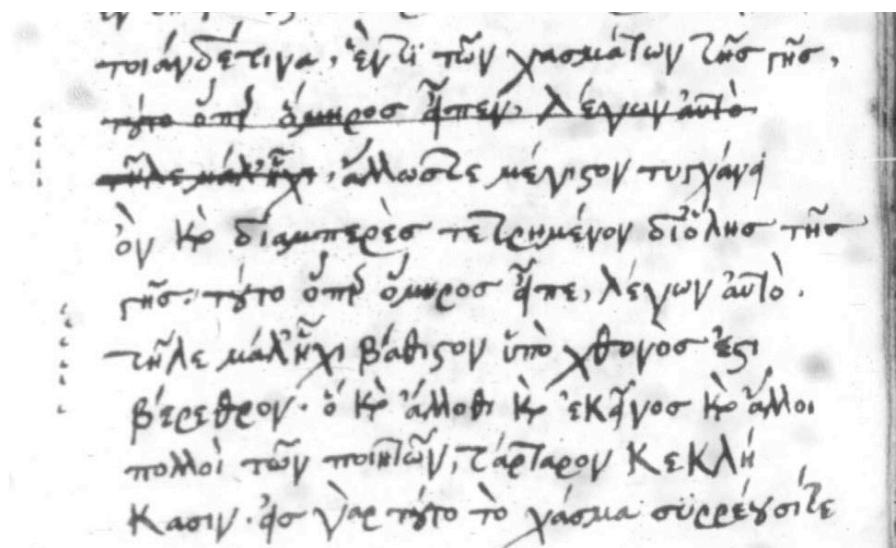 τοιάνδέ τινα, ἕν τι τῶν χασμάτων τῆς γῆς,
τοῦτο ὅπερ ὅμηρος εἶπεν, λέγων αὐτὸ
τῆλε μάλ' ἧχι, ἄλλως τε μέγιστον τυγχάνει
ὂν καὶ διαμπερὲς τετρημένον δι' ὅλης τῆς
γῆς. τοῦτο ὅπερ ὅμηρος εἶπε, λέγων αὐτὸ.
τῆλε μάλ' ἧχι βάθιστον ὑπὸ χθονὸς ἐστι
βέρεθρον. ὃ καὶ ἄλλοθι καὶ ἐκεῖνος καὶ ἄλλοι
πολλοὶ τῶν ποιητῶν, τάρταρον κεκλή
κασιν. εἰς γὰρ τοῦτο τὸ χάσμα συρρέουσί τε